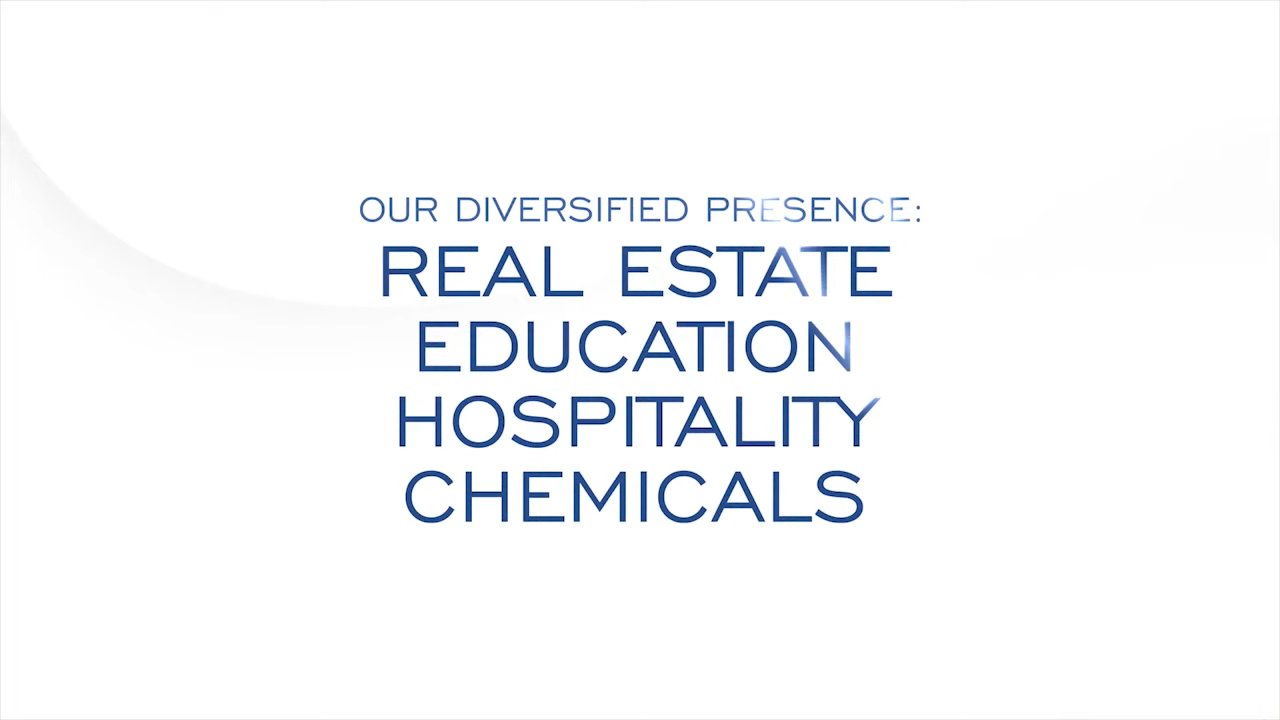 OUR DIVERSIFIED PRESENCE:
REAL ESTATE
EDUCATION
HOSPITALITY
CHEMICALS